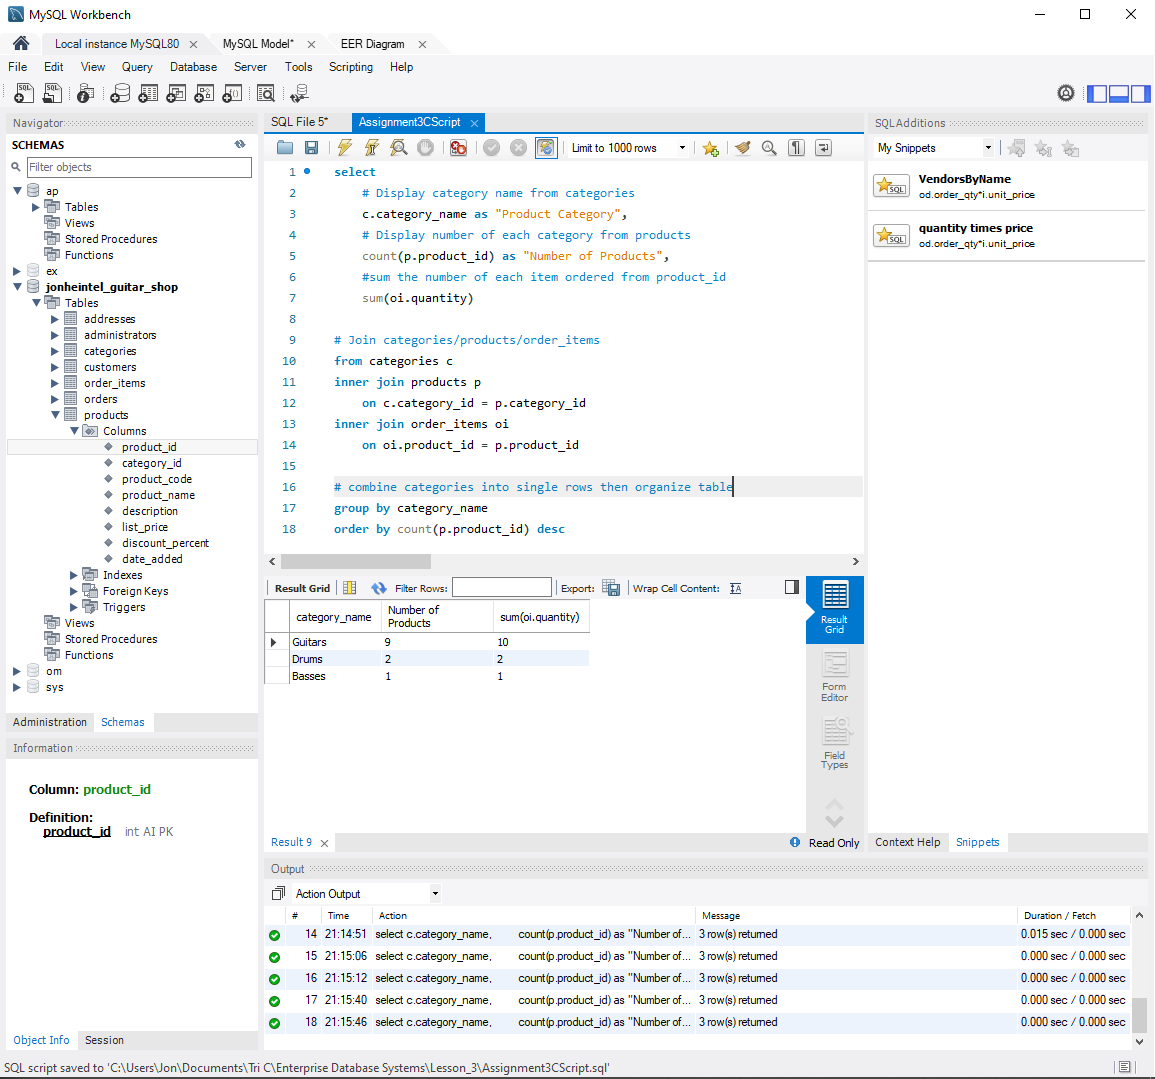 MySQL Workbench
Local instance MySQL80
MySQL Model*
EER Diagram
File Edit View Query Database Server Tools Scripting Help
Navigator
SCHEMAS
Filter objects
ap
Tables
Views
Stored Procedures
Functions
ex
jonheintel_guitar_shop
Tables
addresses
administrators
categories
customers
order_items
orders
products
Columns
product_id
category_id
product_code
product_name
description
list_price
discount_percent
date_added
Indexes
Foreign Keys
Triggers
Views
Stored Procedures
Functions
om
sys
Administration Schemas
Information
Column: product_id
Definition:
product_id int AI PK
Object Info Session
SQL File 5* Assignment3CScript
Limit to 1000 rows
1 select
2 # Display category name from categories
3 c.category_name as "Product Category",
4 # Display number of each category from products
5 count(p.product_id) as "Number of Products",
6 #sum the number of each item ordered from product_id
7 sum(oi.quantity)
8
9 # Join categories/products/order_items
10 from categories c
11 inner join products p
12 on c.category_id = p.category_id
13 inner join order_items oi
14 on oi.product_id = p.product_id
15
16 # combine categories into single rows then organize table
17 group by category_name
18 order by count(p.product_id) desc
Result Grid Filter Rows: Export: Wrap Cell Content:
category_name Number of Products sum(oi.quantity)
Guitars 9 10
Drums 2 2
Basses 1 1
Result Grid
Form Editor
Field Types
Result 9
Read Only
SQLAdditions
My Snippets
VendorsByName
od.order_qty*i.unit_price
quantity times price
od.order_qty*i.unit_price
Context Help Snippets
Output
Action Output
# Time Action Message Duration / Fetch
14 21:14:51 select c.category_name, count(p.product_id) as "Number of... 3 row(s) returned 0.015 sec / 0.000 sec
15 21:15:06 select c.category_name, count(p.product_id) as "Number of... 3 row(s) returned 0.000 sec / 0.000 sec
16 21:15:12 select c.category_name, count(p.product_id) as "Number of... 3 row(s) returned 0.000 sec / 0.000 sec
17 21:15:40 select c.category_name, count(p.product_id) as "Number of... 3 row(s) returned 0.000 sec / 0.000 sec
18 21:15:46 select c.category_name, count(p.product_id) as "Number of... 3 row(s) returned 0.000 sec / 0.000 sec
SQL script saved to 'C:\Users\Jon\Documents\Tri C\Enterprise Database Systems\Lesson_3\Assignment3CScript.sql'